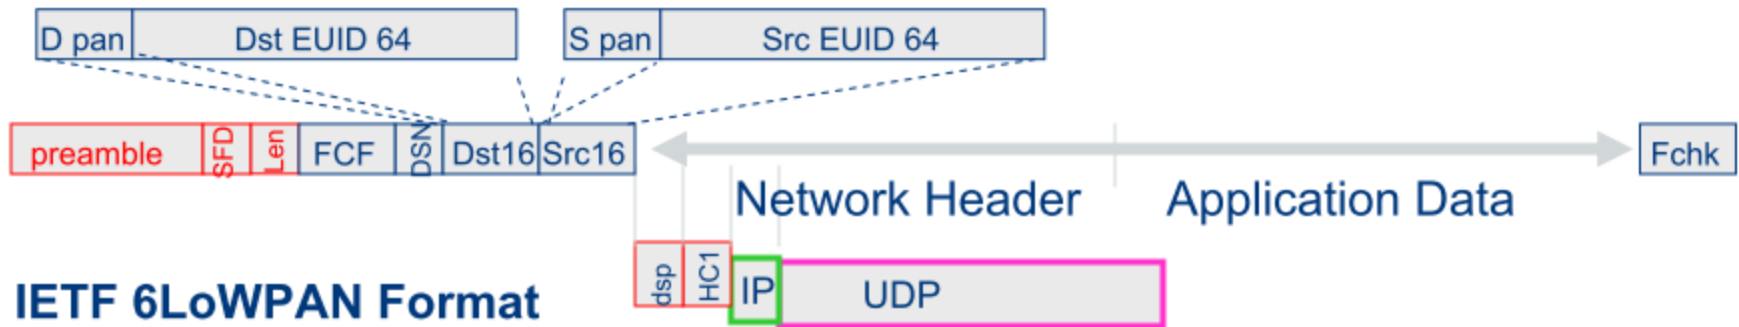 D pan Dst EUID 64 S pan Src EUID 64
preamble SFD Len FCF DSN Dst16 Src16 Fchk
Network Header Application Data
dsp HC1 IP UDP
IETF 6LoWPAN Format